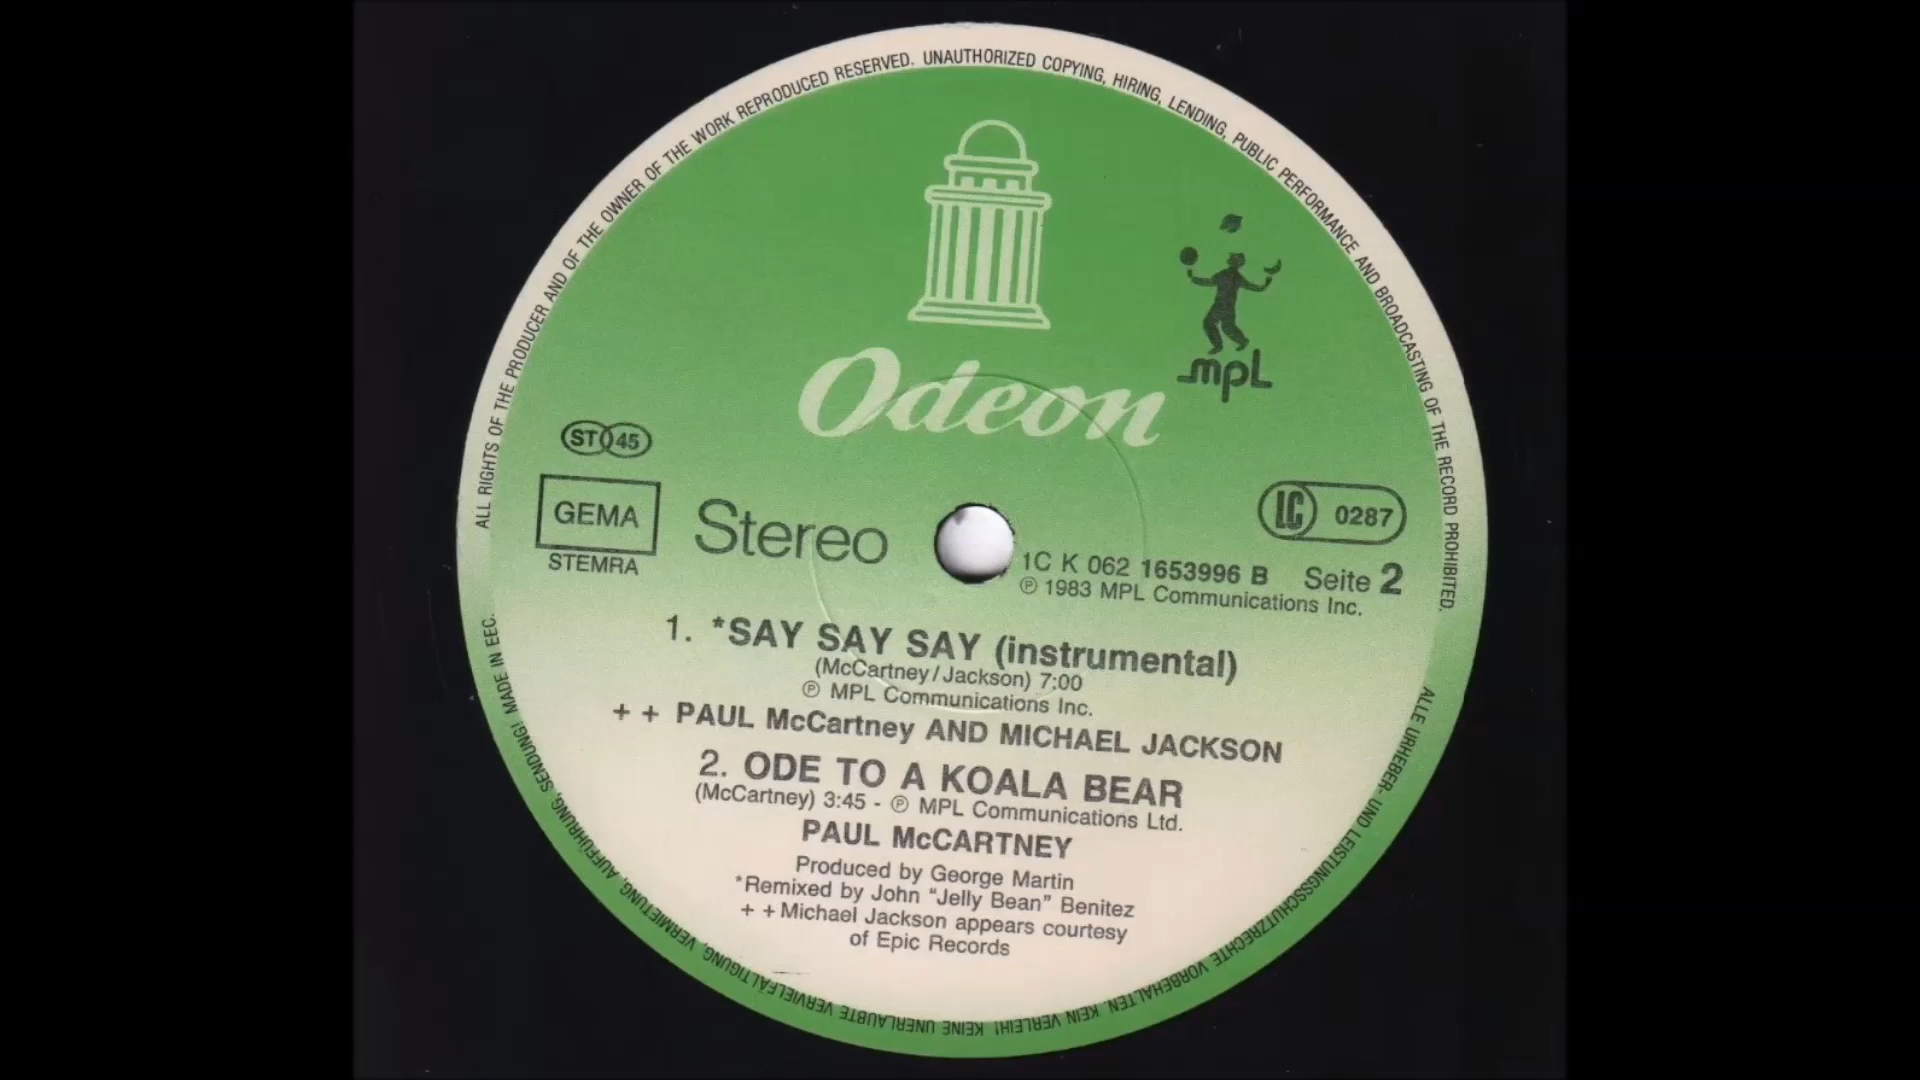 ALL RIGHTS OF THE PRODUCER AND OF THE OWNER OF THE WORK REPRODUCED RESERVED. UNAUTHORIZED COPYING, HIRING, LENDING, PUBLIC PERFORMANCE AND BROADCASTING OF THE RECORD PROHIBITED.
mpl
Odeon
ST 45
GEMA
STEMRA
Stereo
LC 0287
1C K 062 1653996 B Seite 2
℗ 1983 MPL Communications Inc.
1. *SAY SAY SAY (instrumental)
(McCartney/Jackson) 7:00
℗ MPL Communications Inc.
+ + PAUL McCartney AND MICHAEL JACKSON
2. ODE TO A KOALA BEAR
(McCartney) 3:45 - ℗ MPL Communications Ltd.
PAUL McCARTNEY
Produced by George Martin
*Remixed by John “Jelly Bean” Benitez
+ +Michael Jackson appears courtesy
of Epic Records
ALLE URHEBER- UND LEISTUNGSSCHUTZRECHTE VORBEHALTEN. KEIN VERLEIH! KEINE UNERLAUBTE VERVIELFÄLTIGUNG, VERMIETUNG, AUFFÜHRUNG, SENDUNG! MADE IN EEC.